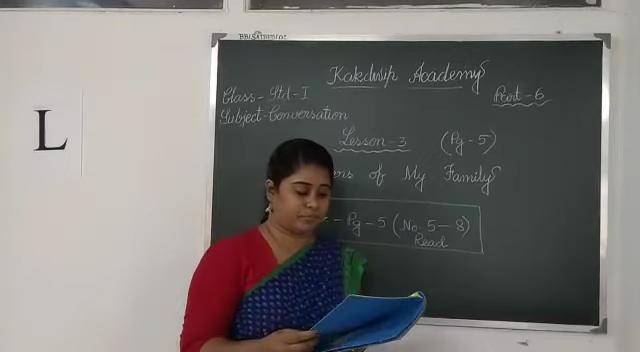 L
Kakdwip Academy
Class - Std - I
Part - 6
Subject - Conversation
Lesson - 3 (Pg - 5)
of My Family
- Pg - 5 (No. 5 - 8)
Read